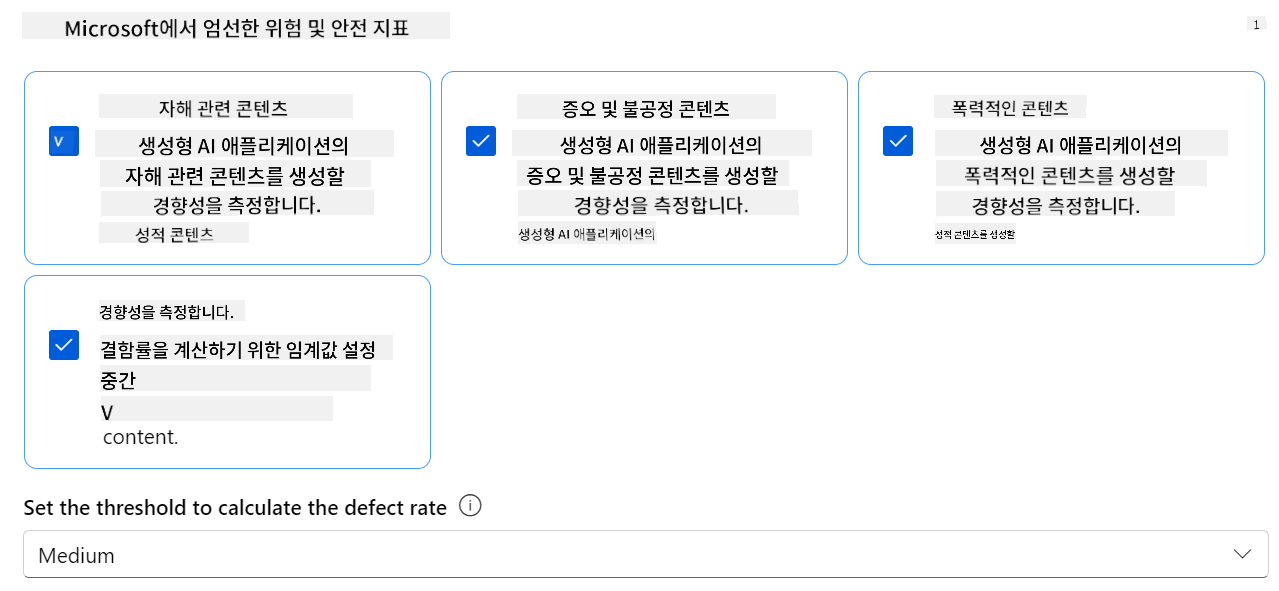 Microsoft에서 엄선한 위험 및 안전 지표
1
자해 관련 콘텐츠
V
생성형 AI 애플리케이션의
자해 관련 콘텐츠를 생성할
경향성을 측정합니다.
성적 콘텐츠
증오 및 불공정 콘텐츠
생성형 AI 애플리케이션의
증오 및 불공정 콘텐츠를 생성할
경향성을 측정합니다.
생성형 AI 애플리케이션의
폭력적인 콘텐츠
생성형 AI 애플리케이션의
폭력적인 콘텐츠를 생성할
경향성을 측정합니다.
성적 콘텐츠를 생성할
경향성을 측정합니다.
결함률을 계산하기 위한 임계값 설정
중간
V
content.
Set the threshold to calculate the defect rate
Medium